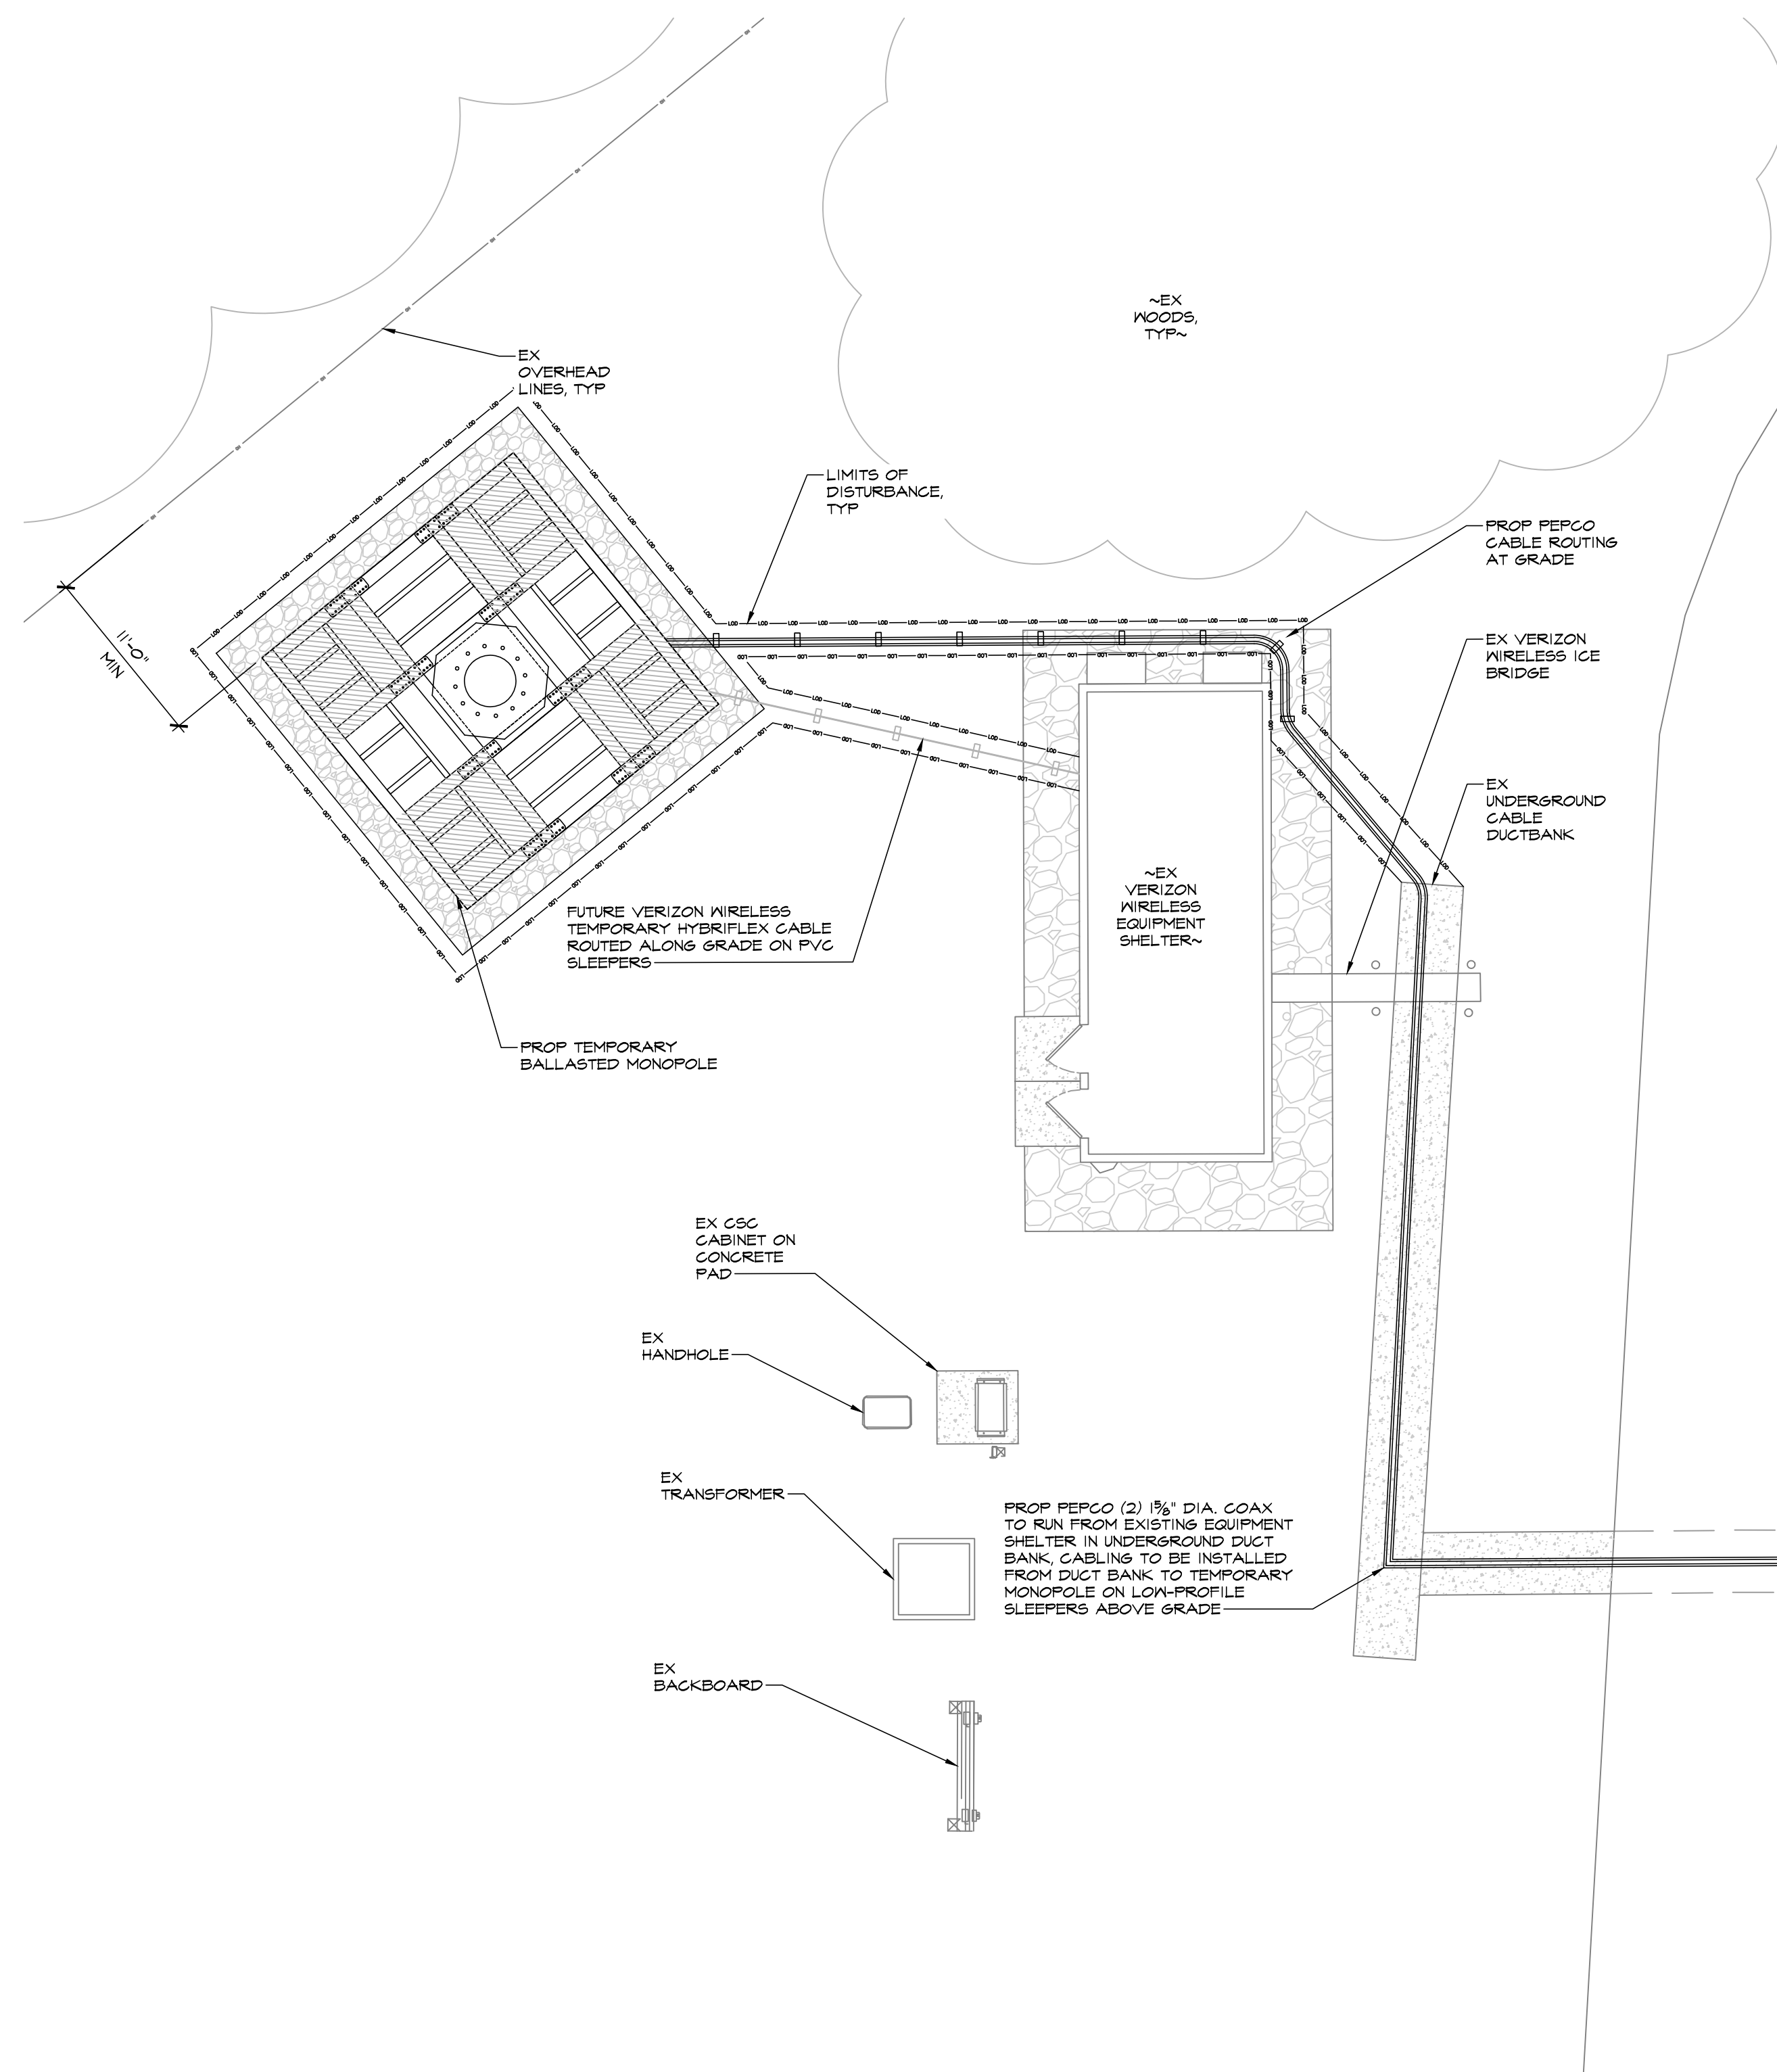 ~EX
WOODS,
TYP~
EX
OVERHEAD
LINES, TYP
LIMITS OF
DISTURBANCE,
TYP
PROP PEPCO
CABLE ROUTING
AT GRADE
11'-0"
MIN
EX VERIZON
WIRELESS ICE
BRIDGE
EX
UNDERGROUND
CABLE
DUCTBANK
~EX
VERIZON
WIRELESS
EQUIPMENT
SHELTER~
FUTURE VERIZON WIRELESS
TEMPORARY HYBRIFLEX CABLE
ROUTED ALONG GRADE ON PVC
SLEEPERS
PROP TEMPORARY
BALLASTED MONOPOLE
EX CSC
CABINET ON
CONCRETE
PAD
EX
HANDHOLE
EX
TRANSFORMER
PROP PEPCO (2) 1⅝" DIA. COAX
TO RUN FROM EXISTING EQUIPMENT
SHELTER IN UNDERGROUND DUCT
BANK, CABLING TO BE INSTALLED
FROM DUCT BANK TO TEMPORARY
MONOPOLE ON LOW-PROFILE
SLEEPERS ABOVE GRADE
EX
BACKBOARD